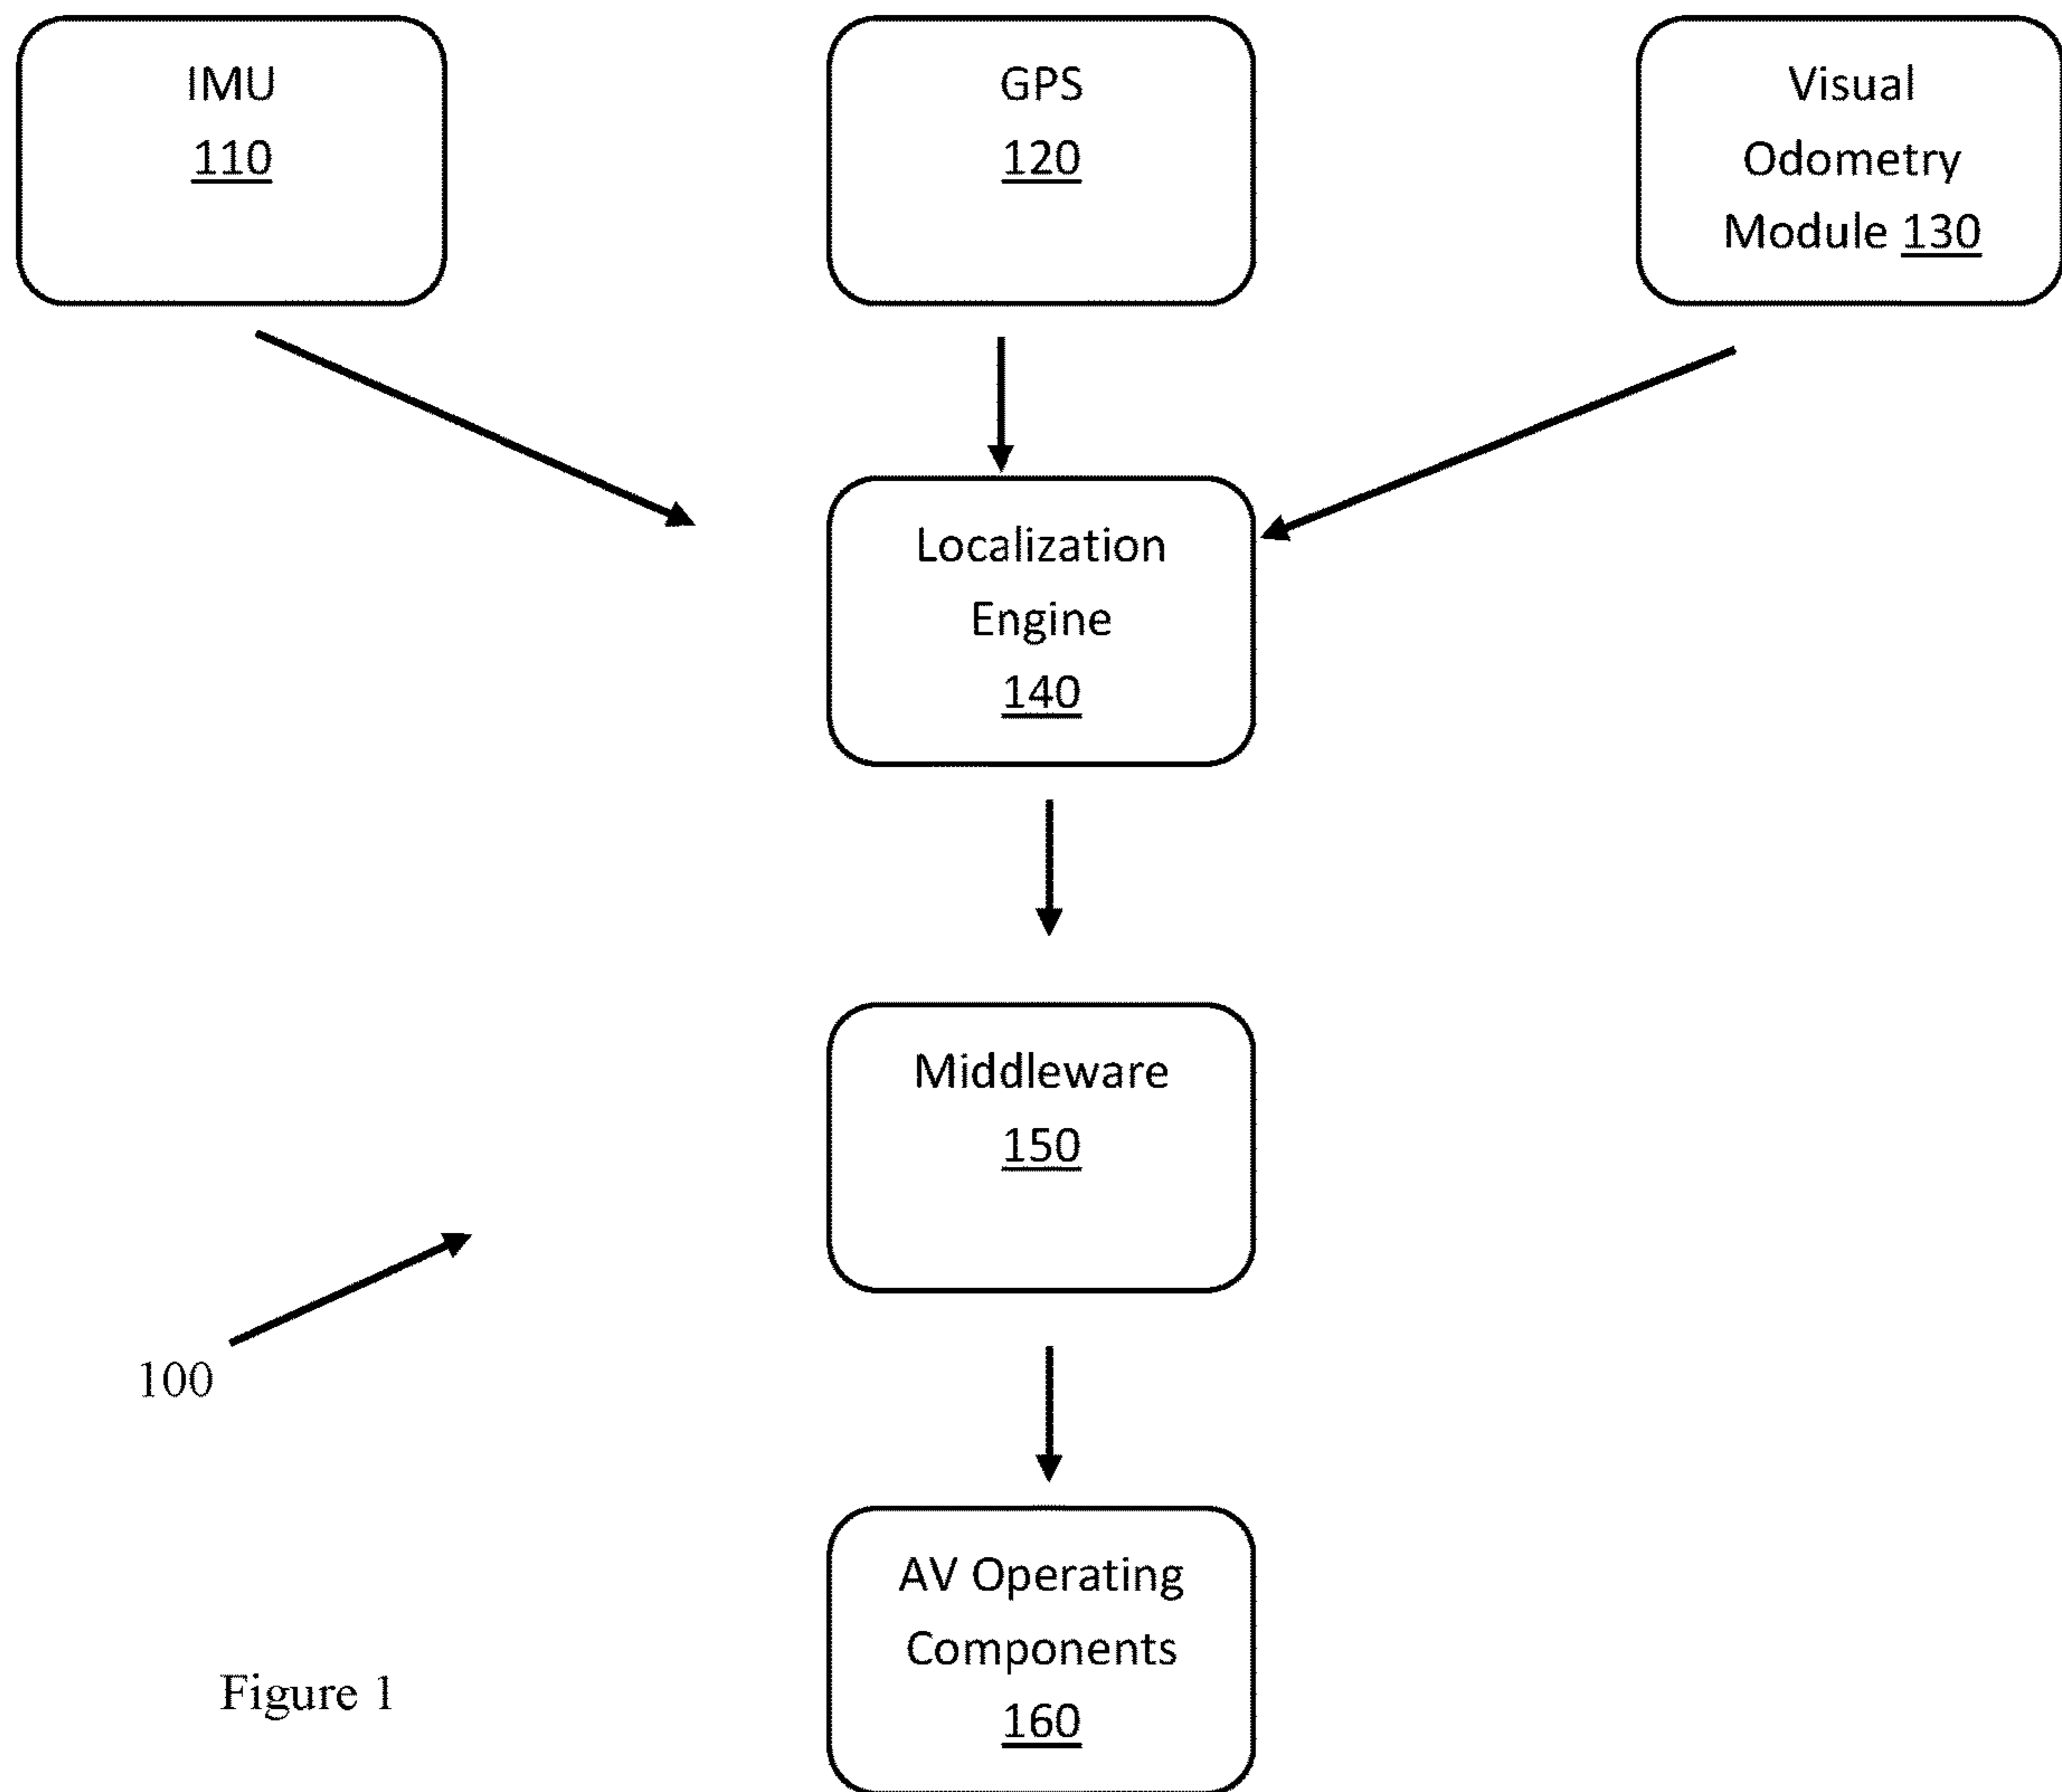 IMU
110
GPS
120
Visual
Odometry
Module 130
Localization
Engine
140
Middleware
150
100
AV Operating
Components
160
Figure 1